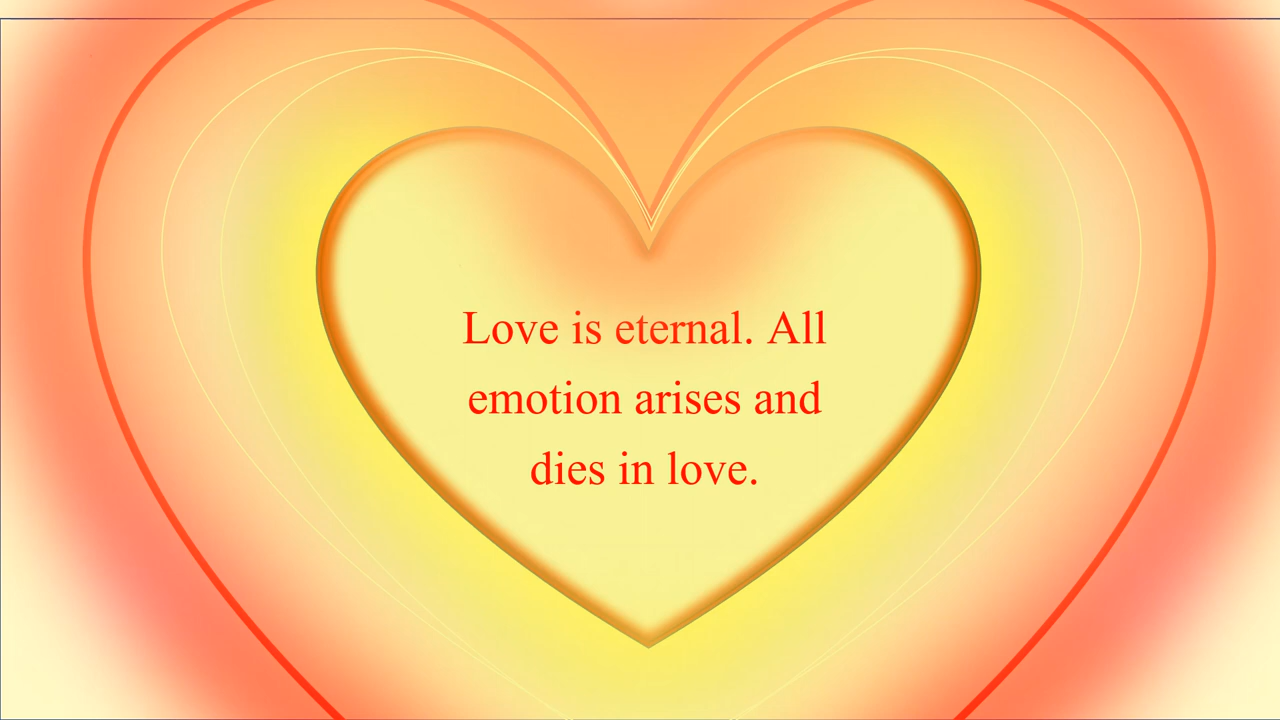 Love is eternal. All
emotion arises and
dies in love.